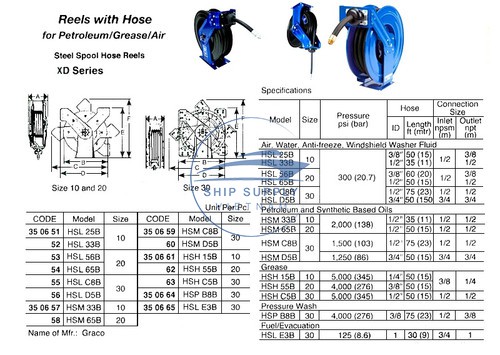 Reels with Hose
for Petroleum/Grease/Air
Steel Spool Hose Reels
XD Series
Size 10 and 20
Size 30
Unit Per Pc.
CODE Model Size CODE Model Size
35 06 51 HSL 25B 10 35 06 59 HSM C8B 30
52 HSL 33B 60 HSM D5B
53 HSL 56B 20 35 06 61 HSH 15B 10
54 HSL 65B 62 HSH 55B 20
55 HSL C8B 30 63 HSH C5B 30
56 HSL D5B 35 06 64 HSP B8B 30
35 06 57 HSM 33B 10 35 06 65 HSL E3B 30
58 HSM 65B 20
Name of Mfr.: Graco
SHIP SUPPLY
Specifications
Model Size Pressure psi (bar) Hose Connection Size
ID Length ft (mtr) Inlet npsm (m) Outlet npt (m)
Air, Water, Anti-freeze, Windshield Washer Fluid
HSL 25B 10 300 (20.7) 3/8" 50 (15) 1/2 3/8
HSL 33B 1/2" 35 (11) 1/2
HSL 56B 20 3/8" 60 (20) 1/2 3/8
HSL 65B 1/2" 50 (15) 1/2
HSL C8B 30 1/2" 75 (23) 1/2 1/2
HSL D5B 3/4" 50 (150 3/4 3/4
Petroleum and Synthetic Based Oils
HSM 33B 10 2,000 (138) 1/2" 35 (11) 1/2 1/2
HSM 65B 20 1/2" 50 (15) 1/2 1/2
HSM C8B 30 1,500 (103) 1/2" 75 (23) 1/2 1/2
HSM D5B 1,250 (86) 3/4" 50 (15) 3/4 3/4
Grease
HSH 15B 10 5,000 (345) 1/4" 50 (15) 3/8 1/4
HSH 55B 20 4,000 (276) 3/8" 50 (15)
HSH C5B 30 5,000 (345) 1/2" 50 (15) 1/2 1/2
Pressure Wash
HSP B8B 30 4,000 (276) 3/8 75 (23) 1/2 3/8
Fuel/Evacuation
HSL E3B 30 125 (8.6) 1 30 (9) 3/4 1